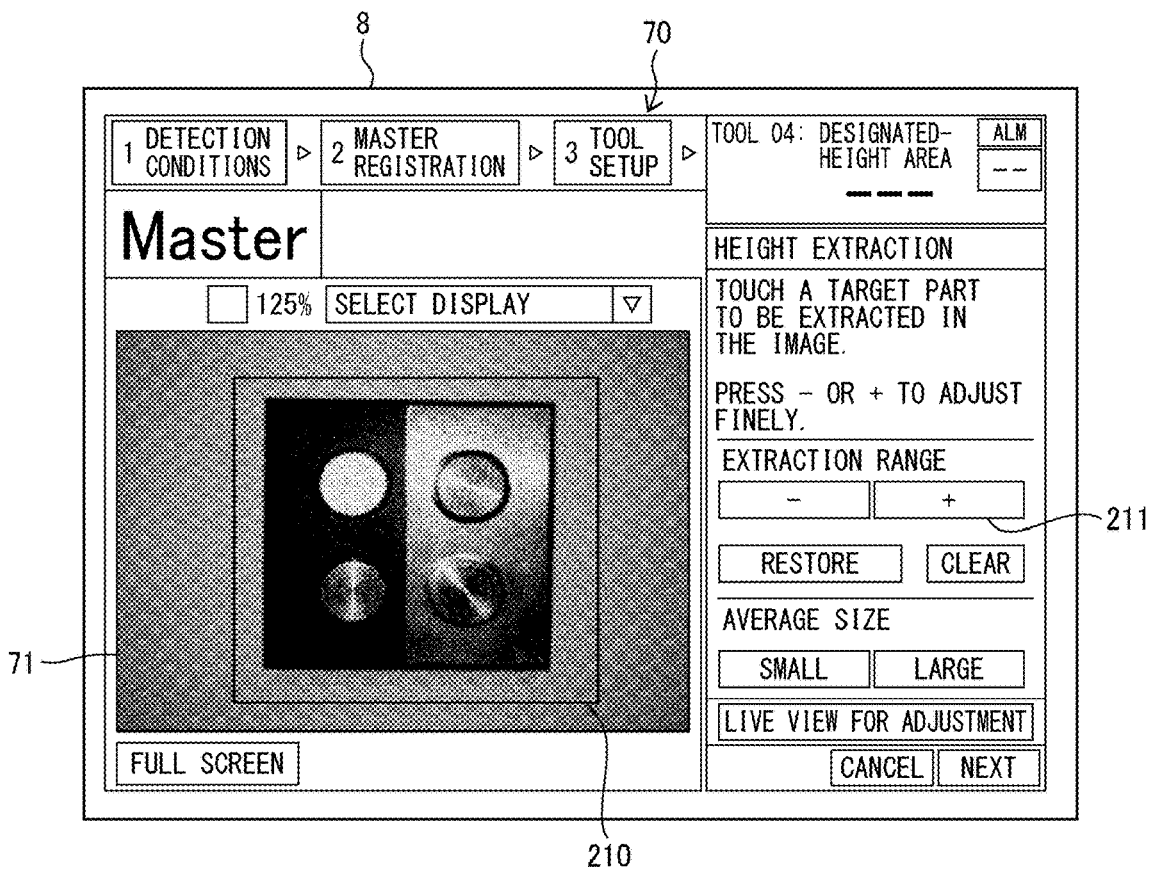 8
70
1 DETECTION CONDITIONS
2 MASTER REGISTRATION
3 TOOL SETUP
TOOL 04: DESIGNATED-
HEIGHT AREA
ALM
--
---
Master
HEIGHT EXTRACTION
125%
SELECT DISPLAY
TOUCH A TARGET PART
TO BE EXTRACTED IN
THE IMAGE.
PRESS - OR + TO ADJUST
FINELY.
EXTRACTION RANGE
- +
211
RESTORE CLEAR
AVERAGE SIZE
SMALL LARGE
71
LIVE VIEW FOR ADJUSTMENT
FULL SCREEN
CANCEL NEXT
210